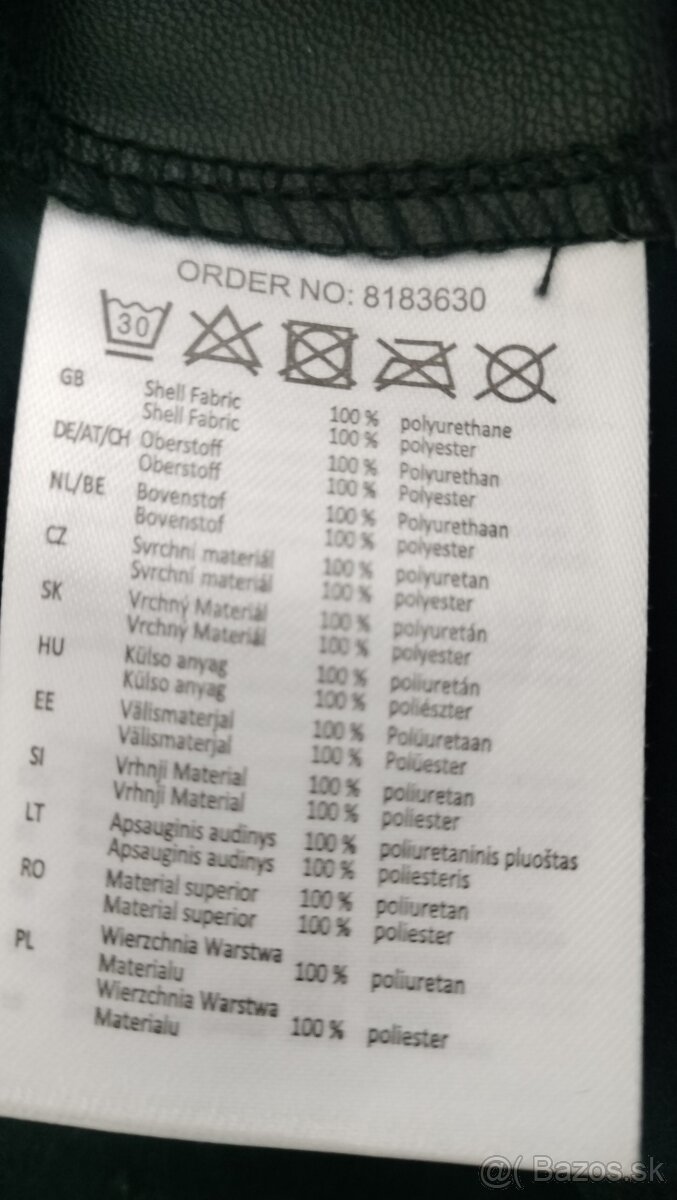 ORDER NO: 8183630
30
GB Shell Fabric 100 % polyurethane
Shell Fabric 100 % polyester
DE/AT/CH Oberstoff 100 % Polyurethan
Oberstoff 100 % Polyester
NL/BE Bovenstof 100 % Polyurethaan
Bovenstof 100 % polyester
CZ Svrchní materiál 100 % polyuretan
Svrchní materiál 100 % polyester
SK Vrchný Materiál 100 % polyuretán
Vrchný Materiál 100 % polyester
HU Külso anyag 100 % poliuretán
Külso anyag 100 % poliészter
EE Välismaterjal 100 % Polüuretaan
Välismaterjal 100 % Polüester
SI Vrhnji Material 100 % poliuretan
Vrhnji Material 100 % poliester
LT Apsauginis audinys 100 % poliuretaninis pluoštas
Apsauginis audinys 100 % poliesteris
RO Material superior 100 % poliuretan
Material superior 100 % poliester
PL Wierzchnia Warstwa
Materialu 100 % poliuretan
Wierzchnia Warstwa
Materialu 100 % poliester
@( Bazos.sk